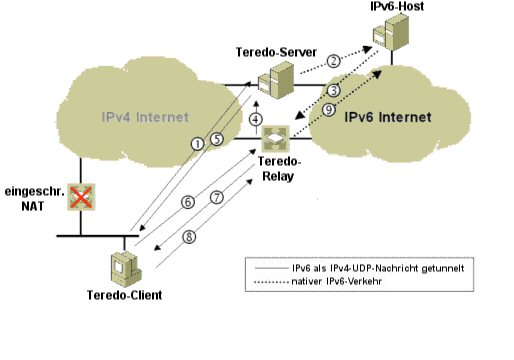 IPv6-Host
Teredo-Server
2
IPv4 Internet
3
IPv6 Internet
9
4
1
5
Teredo-
Relay
eingeschr.
NAT
6
7
8
IPv6 als IPv4-UDP-Nachricht getunnelt
nativer IPv6-Verkehr
Teredo-Client